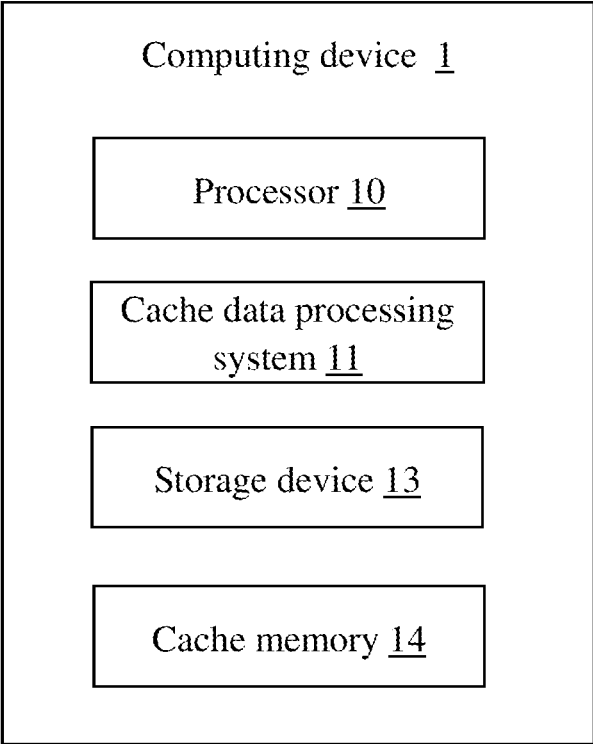 Computing device 1
Processor 10
Cache data processing
system 11
Storage device 13
Cache memory 14